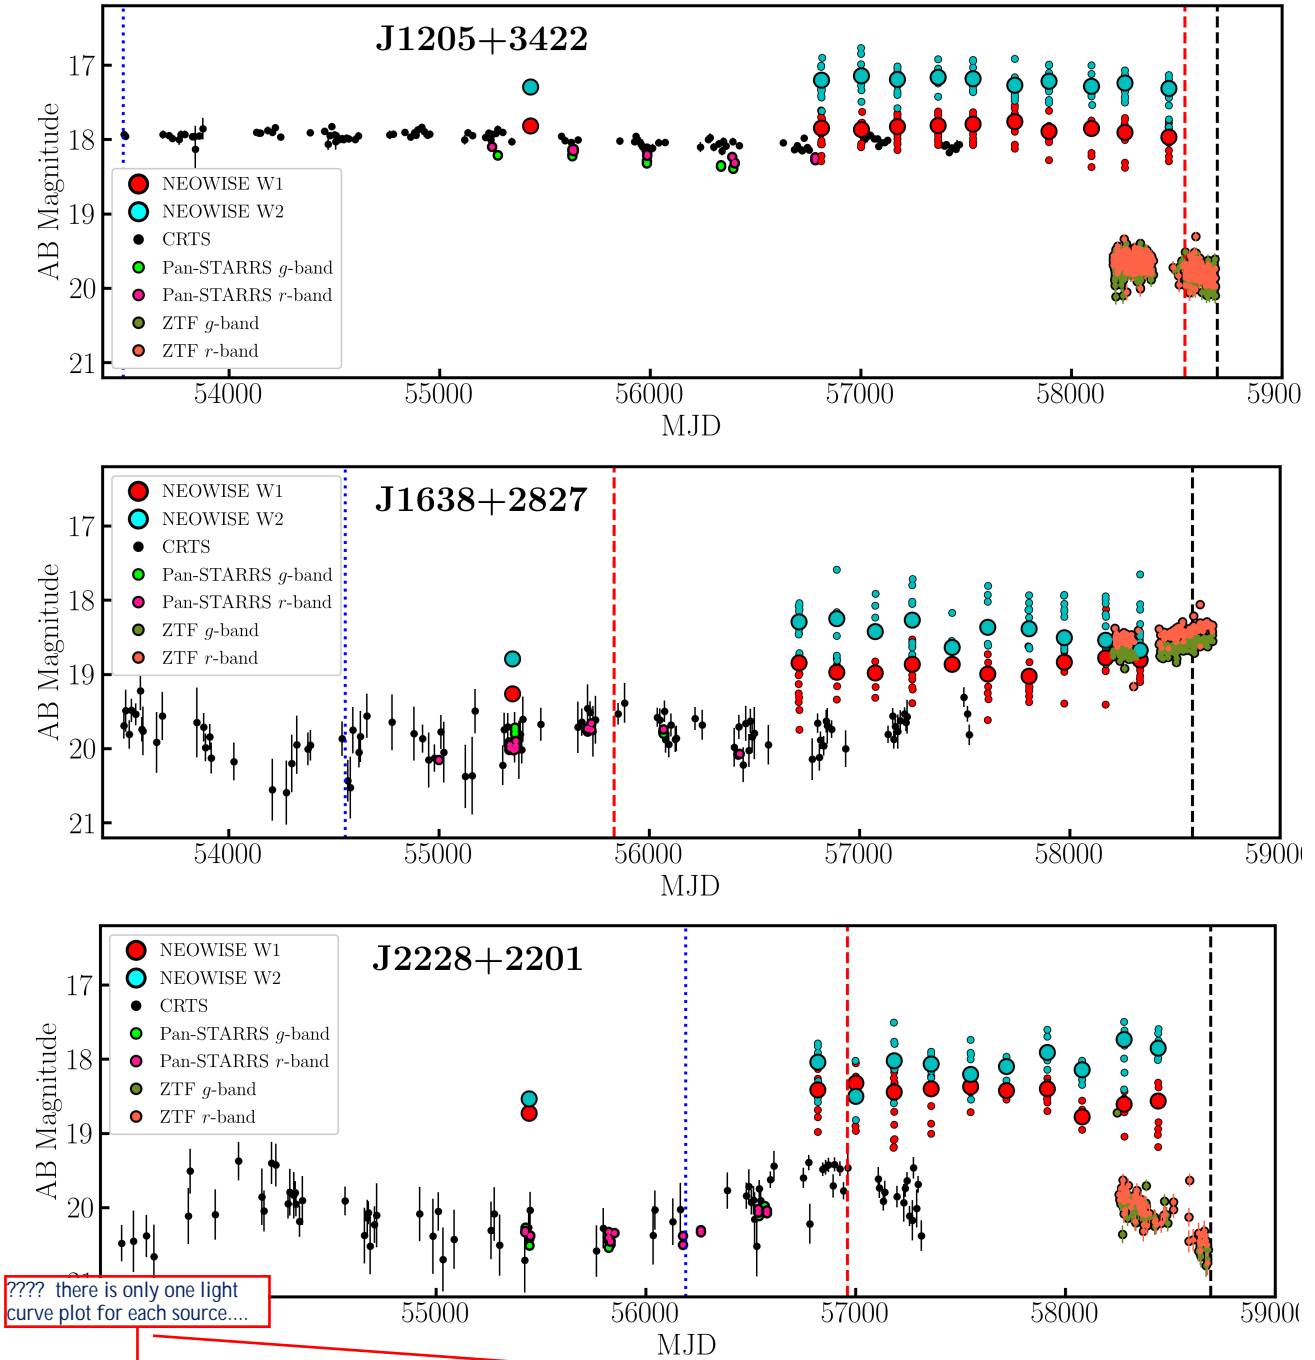 J1205+3422
17
18
19
20
21
AB Magnitude
NEOWISE W1
NEOWISE W2
CRTS
Pan-STARRS g-band
Pan-STARRS r-band
ZTF g-band
ZTF r-band
54000 55000 56000 57000 58000 5900
MJD
J1638+2827
17
18
19
20
21
AB Magnitude
NEOWISE W1
NEOWISE W2
CRTS
Pan-STARRS g-band
Pan-STARRS r-band
ZTF g-band
ZTF r-band
54000 55000 56000 57000 58000 59000
MJD
J2228+2201
17
18
19
20
AB Magnitude
NEOWISE W1
NEOWISE W2
CRTS
Pan-STARRS g-band
Pan-STARRS r-band
ZTF g-band
ZTF r-band
55000 56000 57000 58000 5900
MJD
???? there is only one light
curve plot for each source....